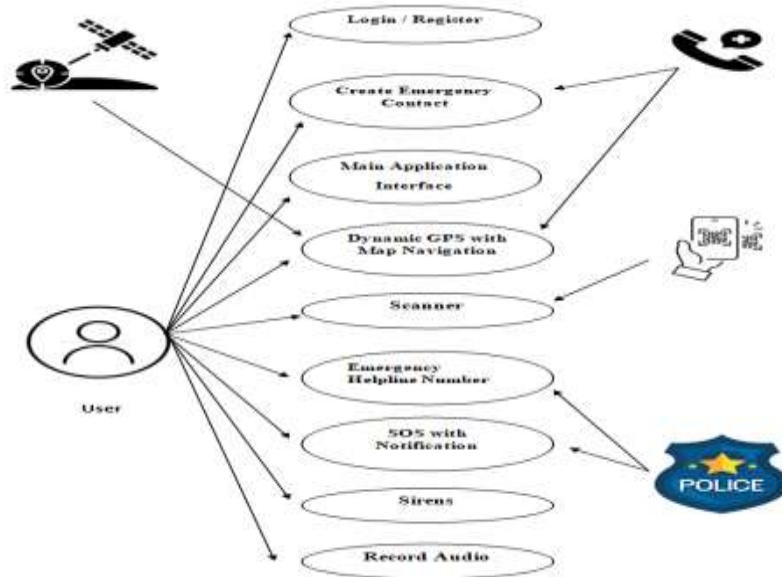 Login / Register
Create Emergency
Contact
Main Application
Interface
Dynamic GPS with
Map Navigation
Scanner
Emergency
Helpline Number
SOS with
Notification
Sirens
Record Audio
User
POLICE